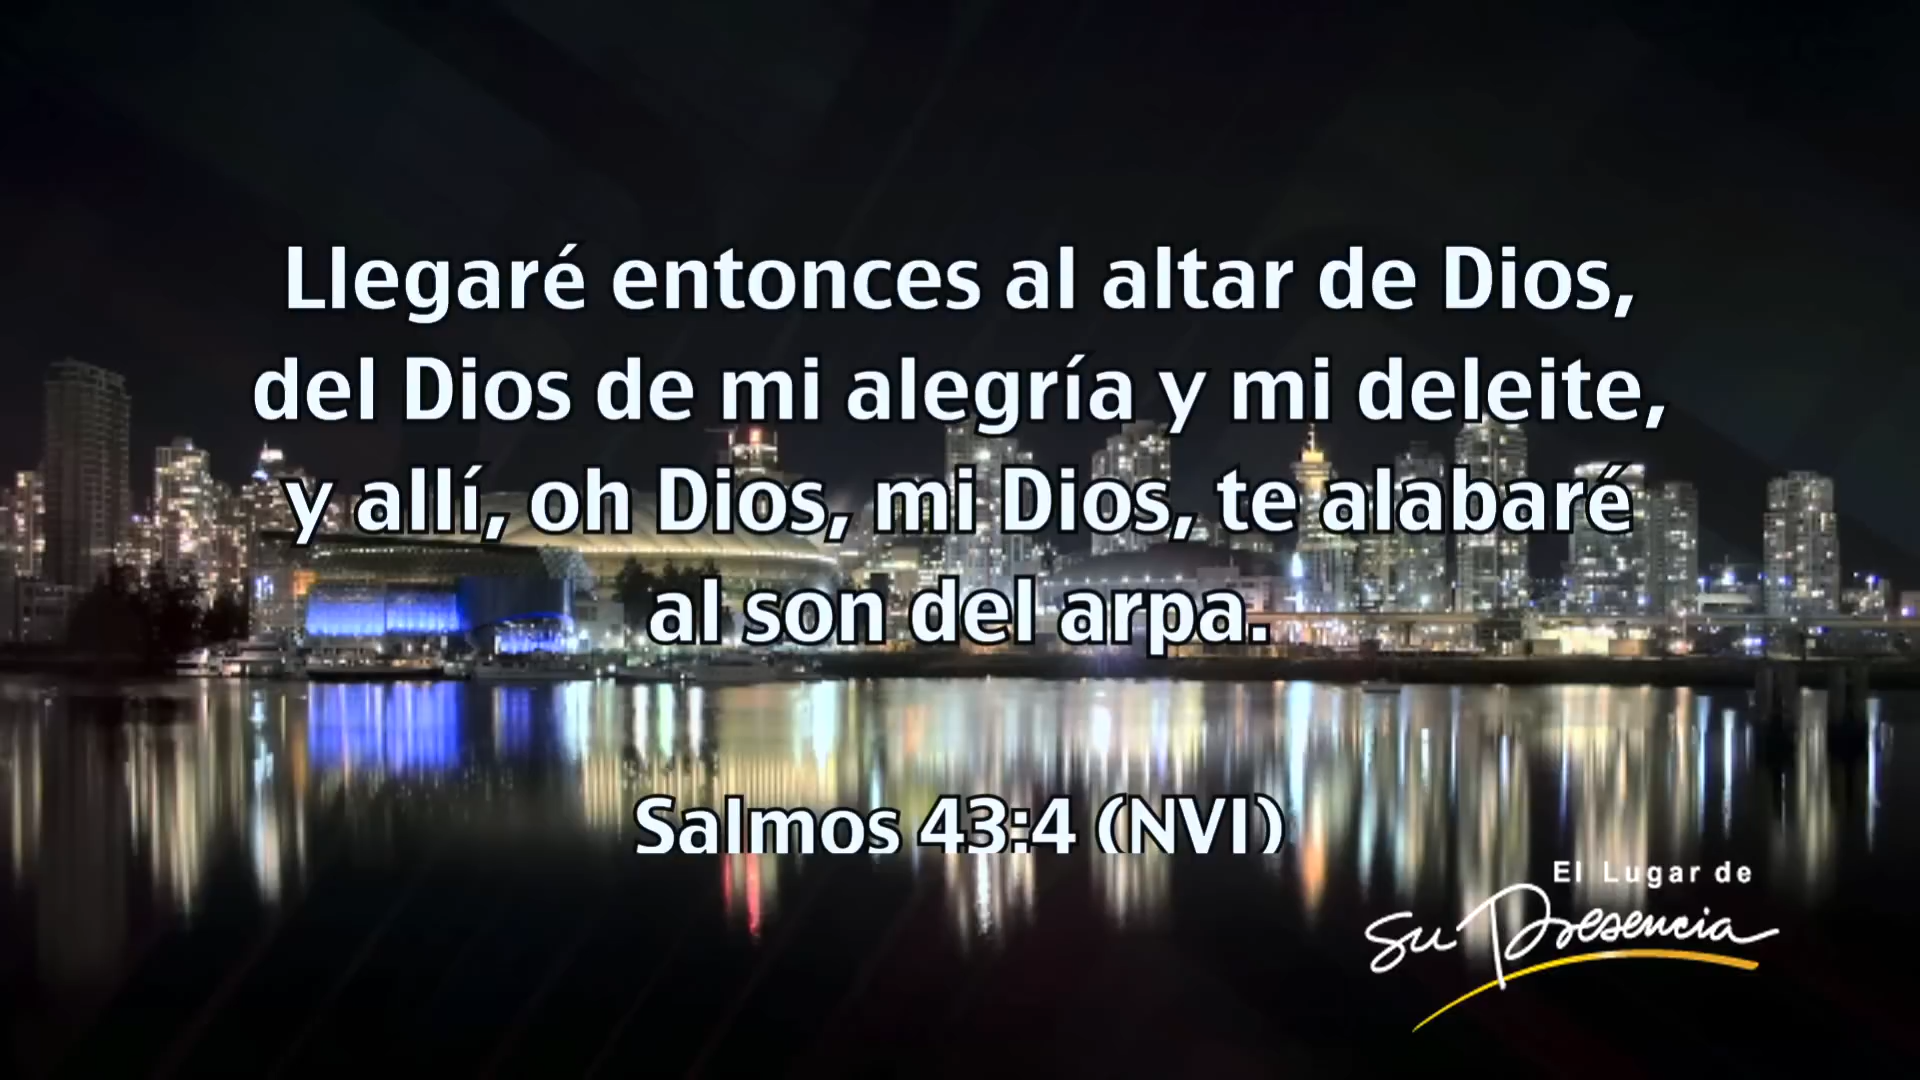 Llegaré entonces al altar de Dios,
del Dios de mi alegría y mi deleite,
y allí, oh Dios, mi Dios, te alabaré
al son del arpa.
Salmos 43:4 (NVI)
El Lugar de
Su Presencia